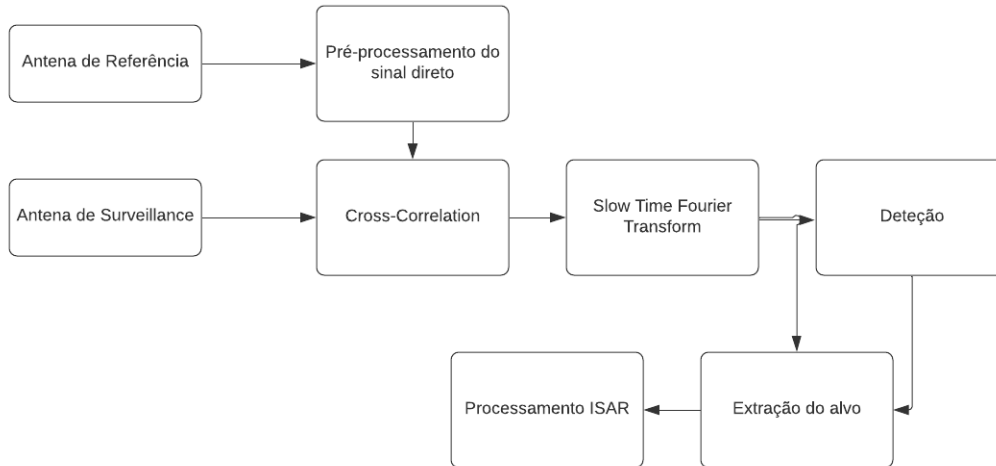 Antena de Referência
Pré-processamento do
sinal direto
Antena de Surveillance
Cross-Correlation
Slow Time Fourier
Transform
Deteção
Processamento ISAR
Extração do alvo